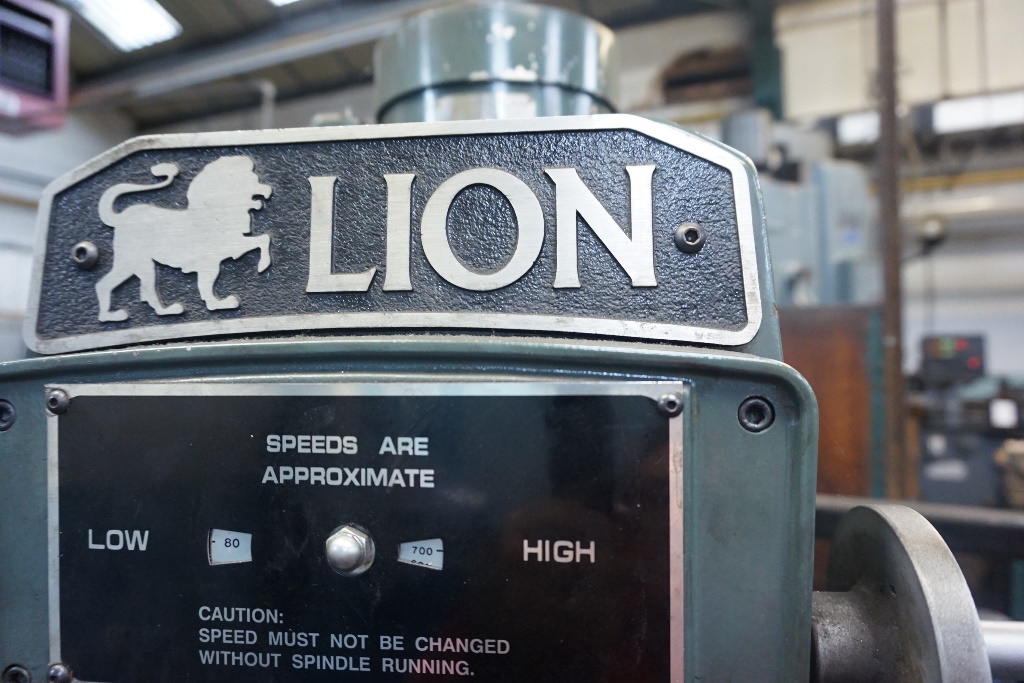 LION
SPEEDS ARE
APPROXIMATE
LOW 80 700 HIGH
CAUTION:
SPEED MUST NOT BE CHANGED
WITHOUT SPINDLE RUNNING.